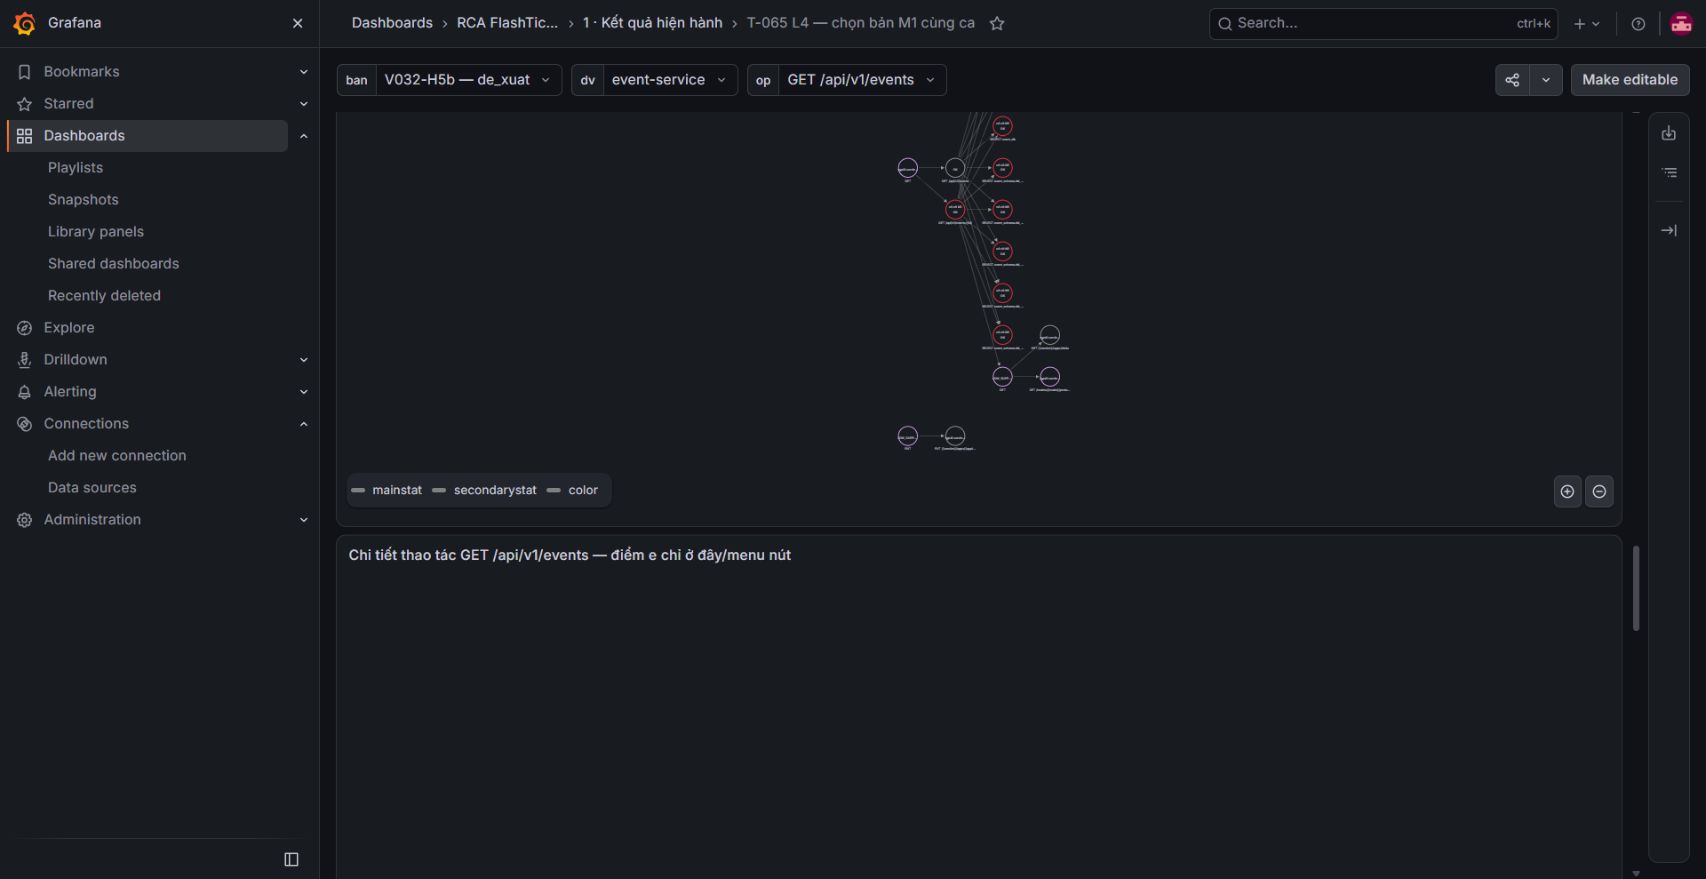 Grafana
Dashboards › RCA FlashTic... › 1 · Kết quả hiện hành › T-065 L4 — chọn bản M1 cùng ca
Search... ctrl+k
Bookmarks
Starred
Dashboards
Playlists
Snapshots
Library panels
Shared dashboards
Recently deleted
Explore
Drilldown
Alerting
Connections
Add new connection
Data sources
Administration
ban V032-H5b — de_xuat
dv event-service
op GET /api/v1/events
Make editable
GET
GET
mainstat secondarystat color
Chi tiết thao tác GET /api/v1/events — điểm e chỉ ở đây/menu nút